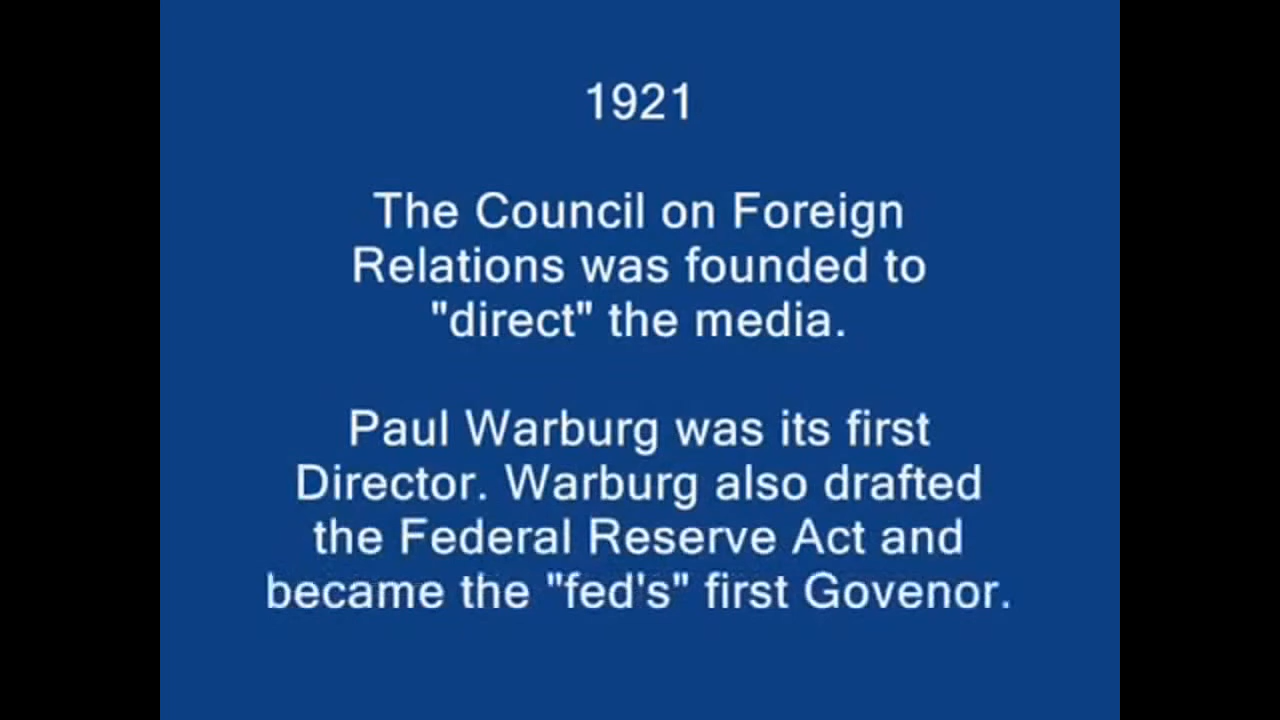 1921
The Council on Foreign
Relations was founded to
"direct" the media.
Paul Warburg was its first
Director. Warburg also drafted
the Federal Reserve Act and
became the "fed's" first Govenor.